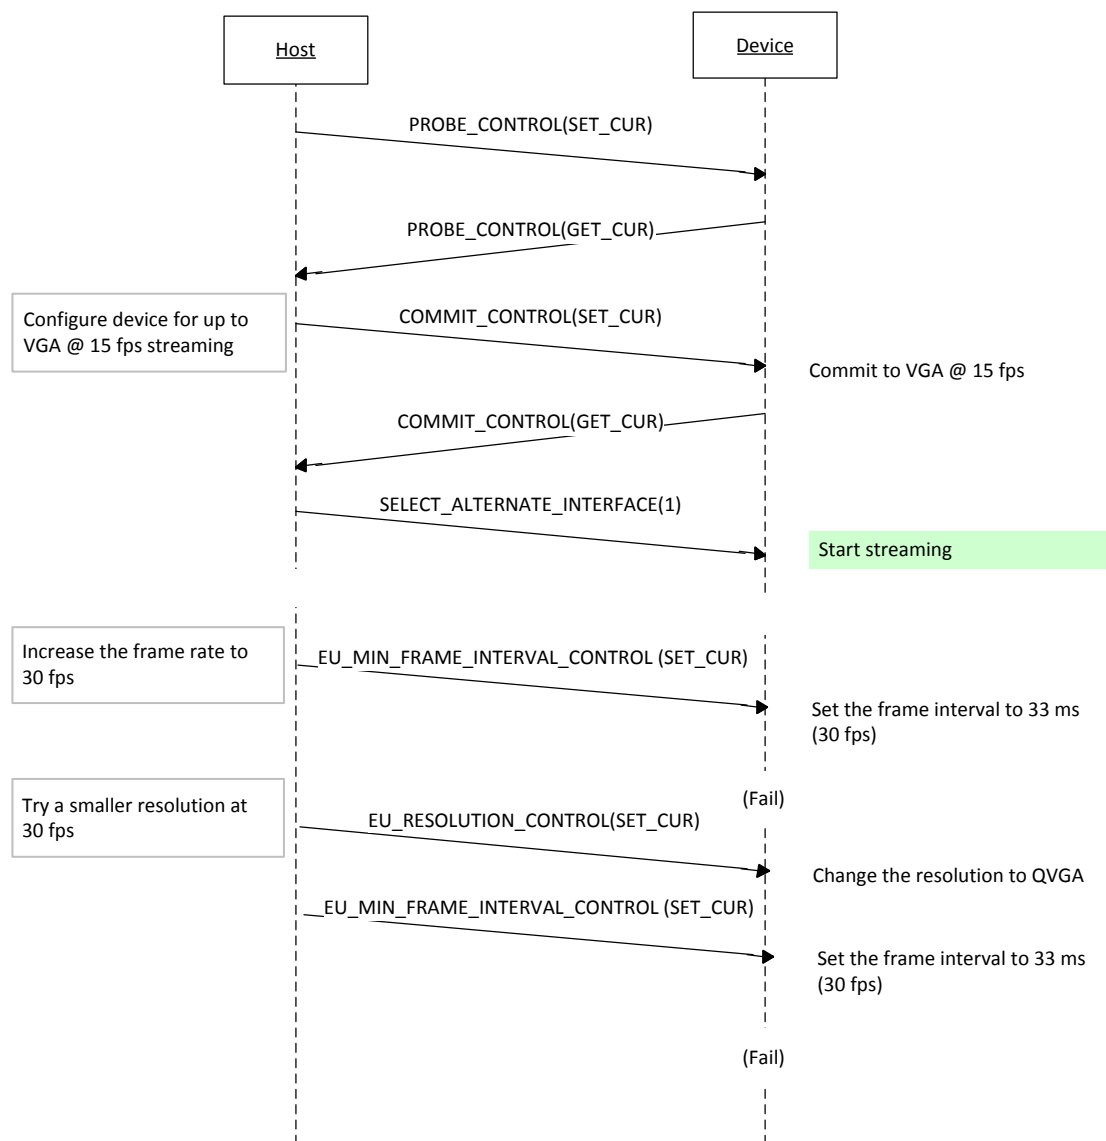 Host
Device
PROBE_CONTROL(SET_CUR)
PROBE_CONTROL(GET_CUR)
Configure device for up to
VGA @ 15 fps streaming
COMMIT_CONTROL(SET_CUR)
Commit to VGA @ 15 fps
COMMIT_CONTROL(GET_CUR)
SELECT_ALTERNATE_INTERFACE(1)
Start streaming
Increase the frame rate to
30 fps
EU_MIN_FRAME_INTERVAL_CONTROL (SET_CUR)
Set the frame interval to 33 ms
(30 fps)
(Fail)
Try a smaller resolution at
30 fps
EU_RESOLUTION_CONTROL(SET_CUR)
Change the resolution to QVGA
EU_MIN_FRAME_INTERVAL_CONTROL (SET_CUR)
Set the frame interval to 33 ms
(30 fps)
(Fail)